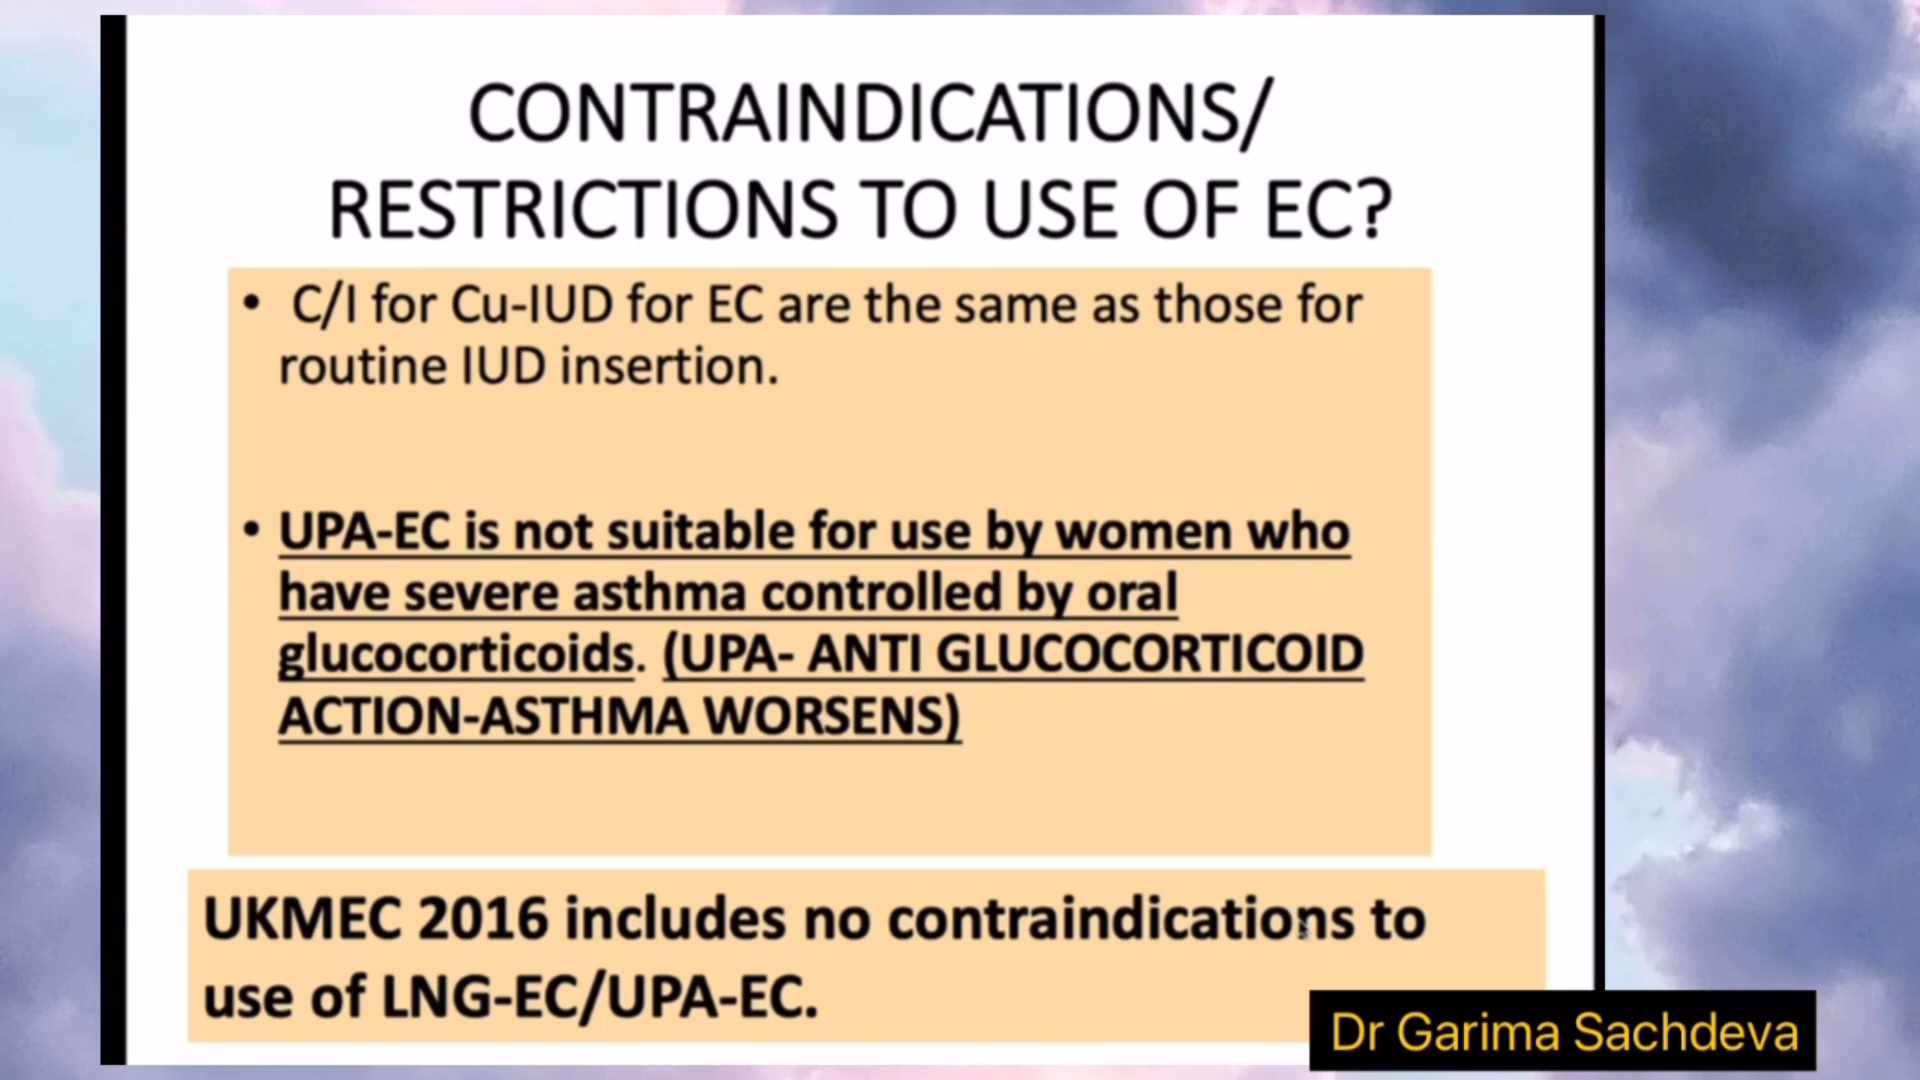 CONTRAINDICATIONS/
RESTRICTIONS TO USE OF EC?
• C/I for Cu-IUD for EC are the same as those for
routine IUD insertion.
• UPA-EC is not suitable for use by women who
have severe asthma controlled by oral
glucocorticoids. (UPA- ANTI GLUCOCORTICOID
ACTION-ASTHMA WORSENS)
UKMEC 2016 includes no contraindications to
use of LNG-EC/UPA-EC.
Dr Garima Sachdeva